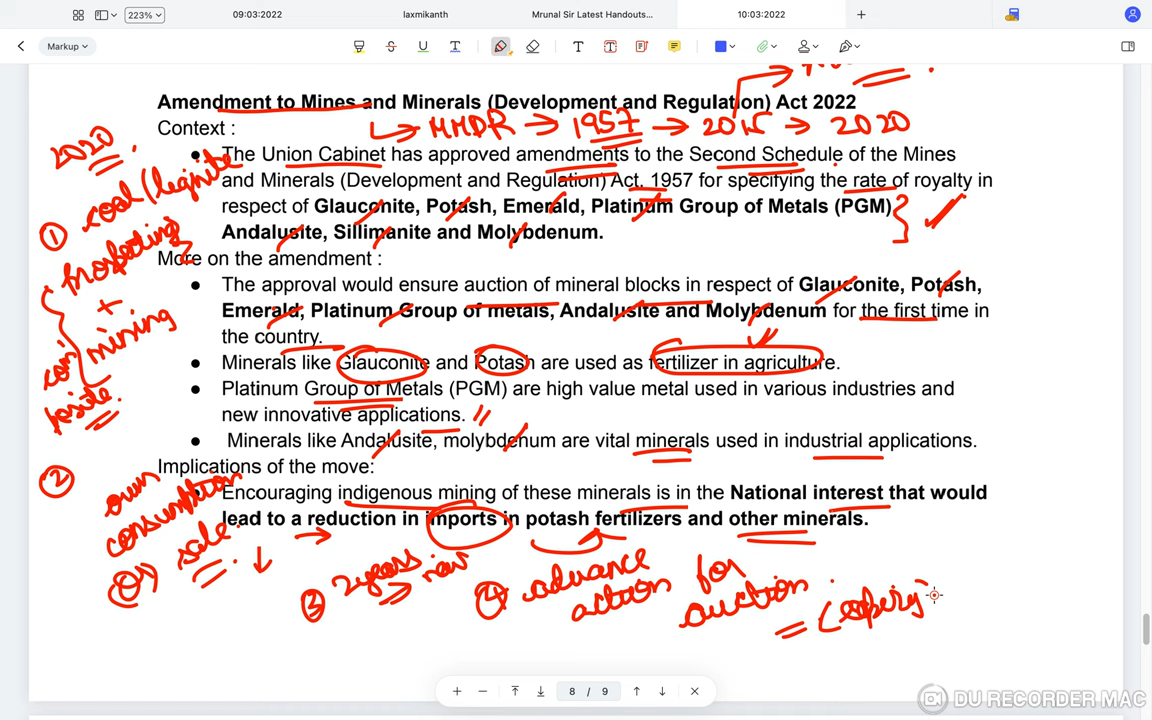 223%
09:03:2022
laxmikanth
Mrunal Sir Latest Handouts...
10:03:2022
Markup
Amendment to Mines and Minerals (Development and Regulation) Act 2022
Context :
MMDR → 1957 → 2015 → 2020
• The Union Cabinet has approved amendments to the Second Schedule of the Mines
and Minerals (Development and Regulation) Act, 1957 for specifying the rate of royalty in
respect of Glauconite, Potash, Emerald, Platinum Group of Metals (PGM)
Andalusite, Sillimanite and Molybdenum.
More on the amendment :
• The approval would ensure auction of mineral blocks in respect of Glauconite, Potash,
Emerald, Platinum Group of metals, Andalusite and Molybdenum for the first time in
the country.
• Minerals like Glauconite and Potash are used as fertilizer in agriculture.
• Platinum Group of Metals (PGM) are high value metal used in various industries and
new innovative applications.
• Minerals like Andalusite, molybdenum are vital minerals used in industrial applications.
Implications of the move:
• Encouraging indigenous mining of these minerals is in the National interest that would
lead to a reduction in imports in potash fertilizers and other minerals.
2020
① coal/legnite
prospecting
+
mining
com
posite.
② own
consumption
(or) sale.
③ 2 years
④ advance
action for
auction
8 / 9
DU RECORDER MAC